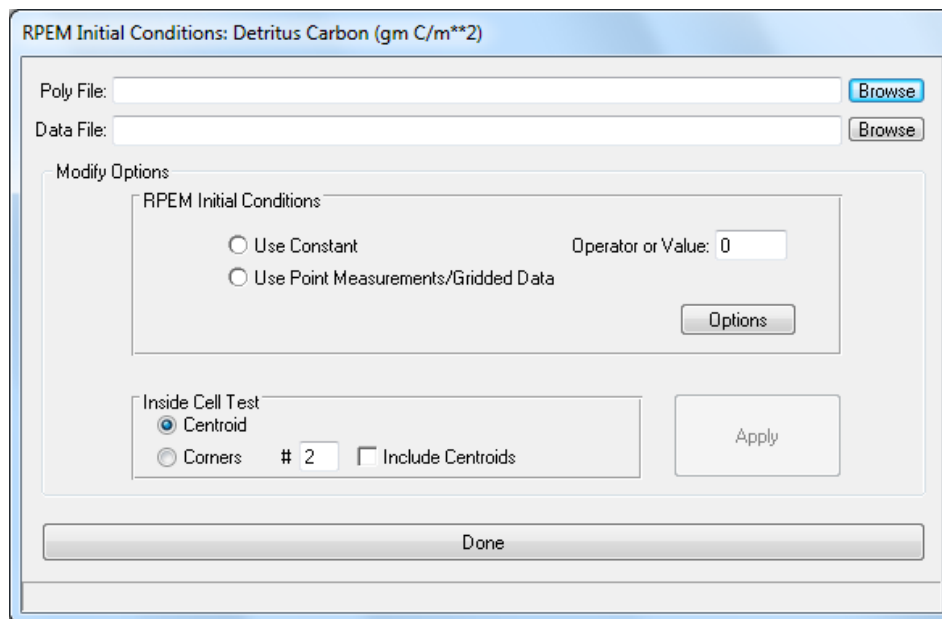 RPEM Initial Conditions: Detritus Carbon (gm C/m**2)
Poly File: Browse
Data File: Browse
Modify Options
RPEM Initial Conditions
Use Constant Operator or Value: 0
Use Point Measurements/Gridded Data
Options
Inside Cell Test
Centroid
Corners # 2 Include Centroids
Apply
Done